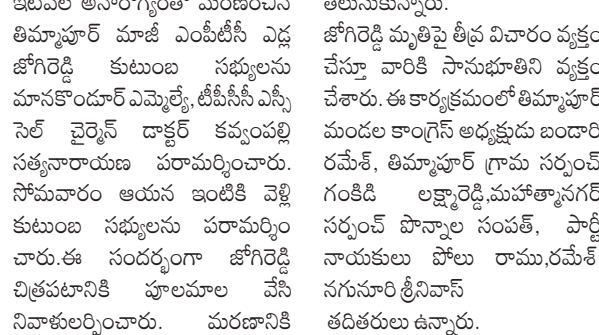 ఇటీవల అనారోగ్యంతో మరణించిన
తిమ్మాపూర్ మాజీ ఎంపీటీసీ ఎడ్ల
జోగిరెడ్డి కుటుంబ సభ్యులను
మానకొండూర్ ఎమ్మెల్యే, టీపీసీసీ ఎస్సీ
సెల్ చైర్మెన్ డాక్టర్ కవ్వంపల్లి
సత్యనారాయణ పరామర్శించారు.
సోమవారం ఆయన ఇంటికి వెళ్లి
కుటుంబ సభ్యులను పరామర్శిం
చారు.ఈ సందర్భంగా జోగిరెడ్డి
చిత్రపటానికి పూలమాల వేసి
నివాళులర్పించారు. మరణానికి
తెలుసుకున్నారు.
జోగిరెడ్డి మృతిపై తీవ్ర విచారం వ్యక్తం
చేస్తూ వారికి సానుభూతిని వ్యక్తం
చేశారు. ఈ కార్యక్రమంలో తిమ్మాపూర్
మండల కాంగ్రెస్ అధ్యక్షుడు బండారి
రమేశ్, తిమ్మాపూర్ గ్రామ సర్పంచ్
గంకిడి లక్ష్మారెడ్డి,మహాత్మానగర్
సర్పంచ్ పొన్నాల సంపత్, పార్టీ
నాయకులు పోలు రాము,రమేశ్
నగునూరి శ్రీనివాస్
తదితరులు ఉన్నారు.